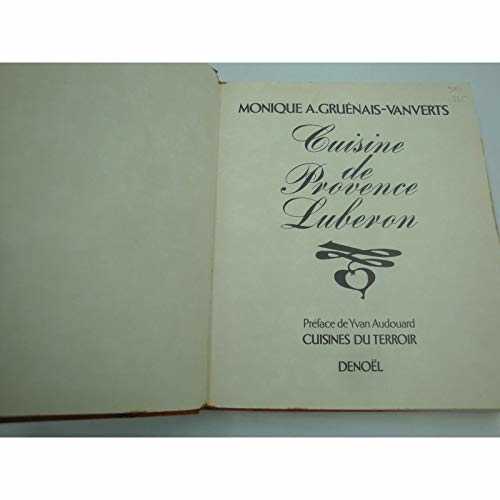 MONIQUE A.GRUÉNAIS-VANVERTS
Cuisine
de
Provence
Luberon
Préface de Yvan Audouard
CUISINES DU TERROIR
DENOËL